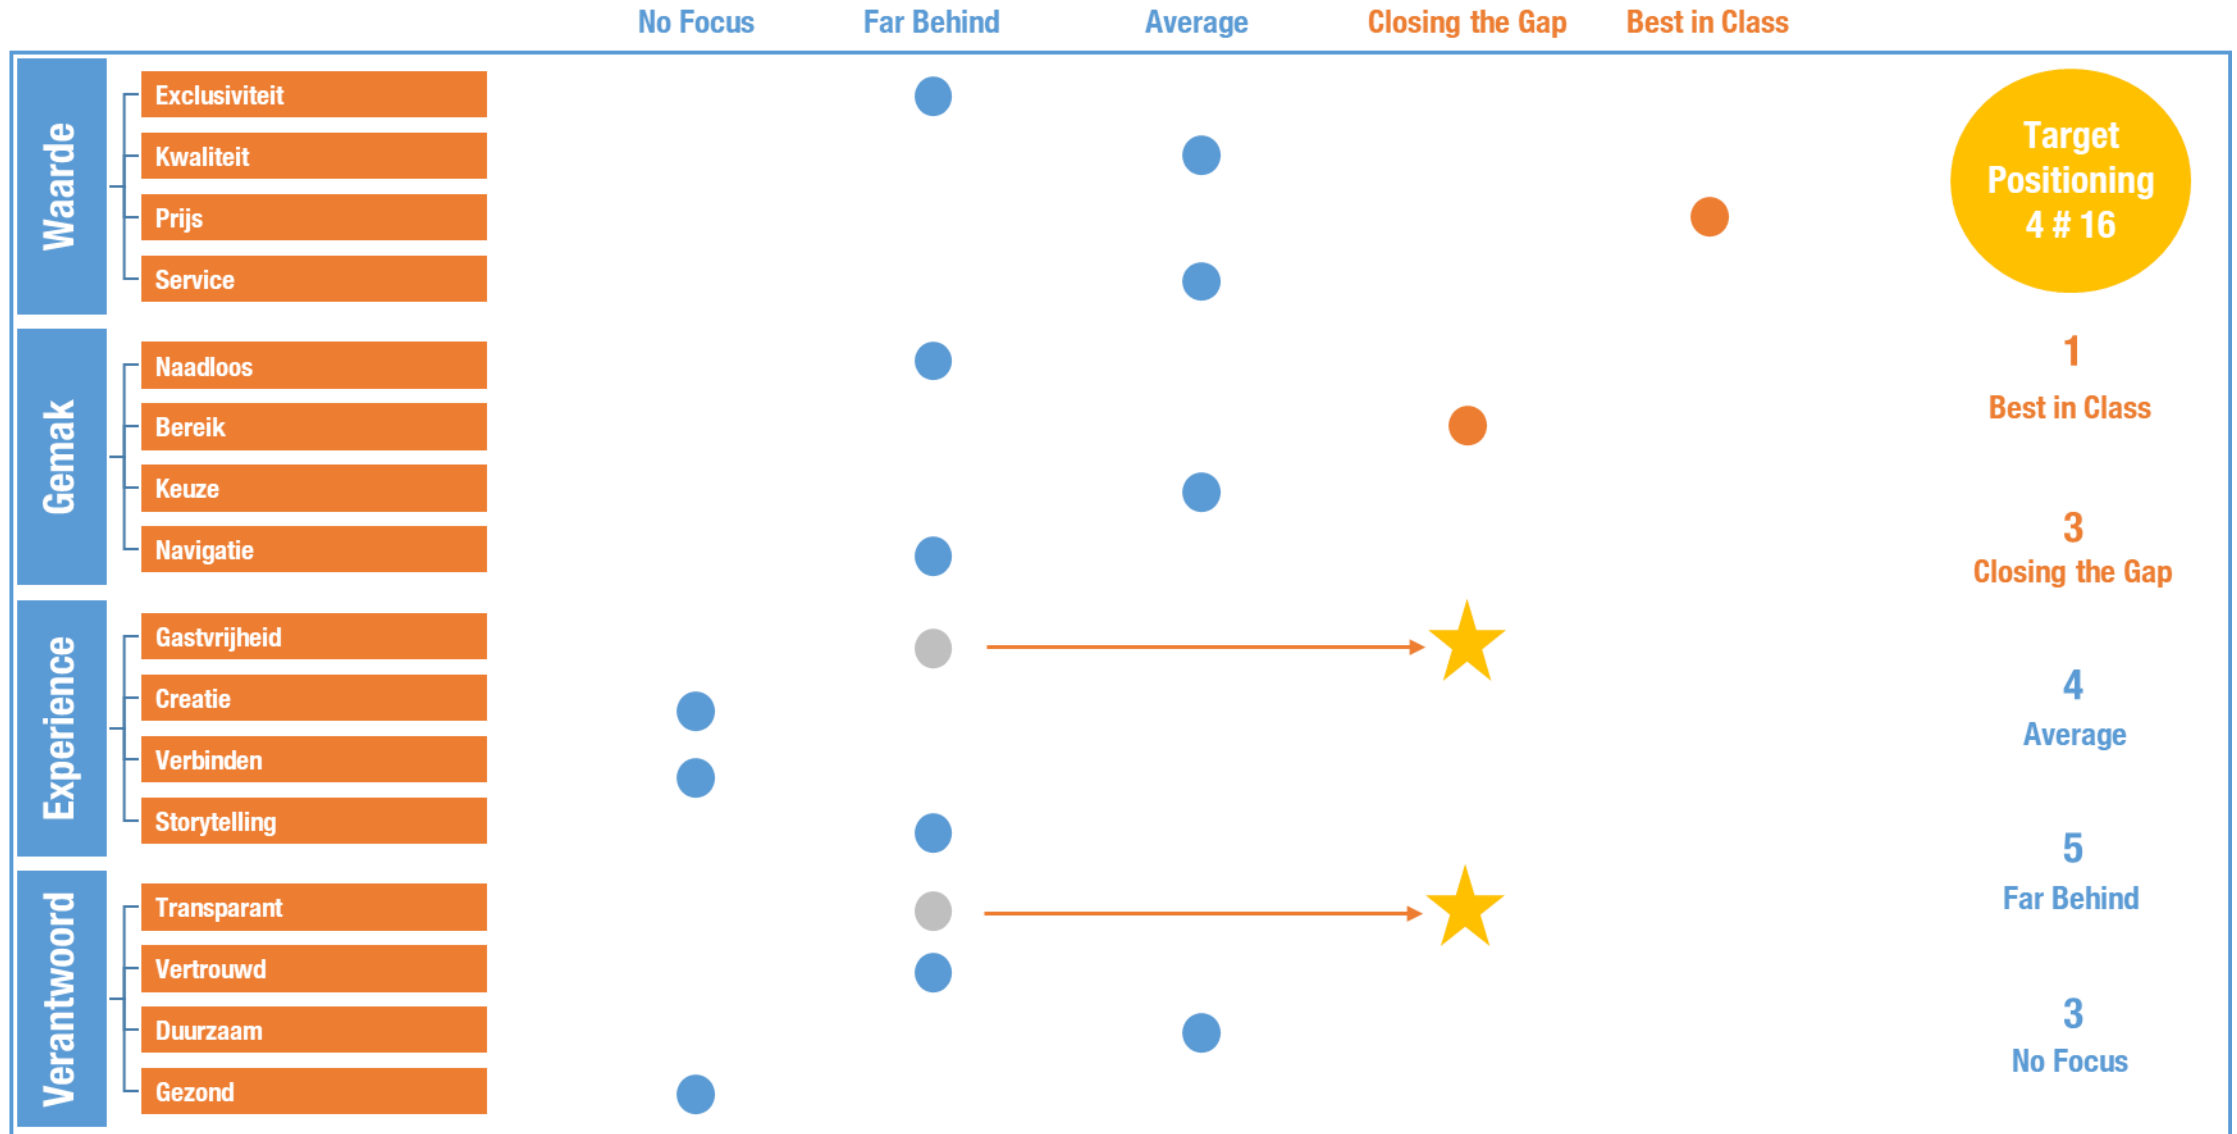 No Focus Far Behind Average Closing the Gap Best in Class
Waarde
Exclusiviteit
Kwaliteit
Prijs
Service
Gemak
Naadloos
Bereik
Keuze
Navigatie
Experience
Gastvrijheid
Creatie
Verbinden
Storytelling
Verantwoord
Transparant
Vertrouwd
Duurzaam
Gezond
Target
Positioning
4 # 16
1
Best in Class
3
Closing the Gap
4
Average
5
Far Behind
3
No Focus